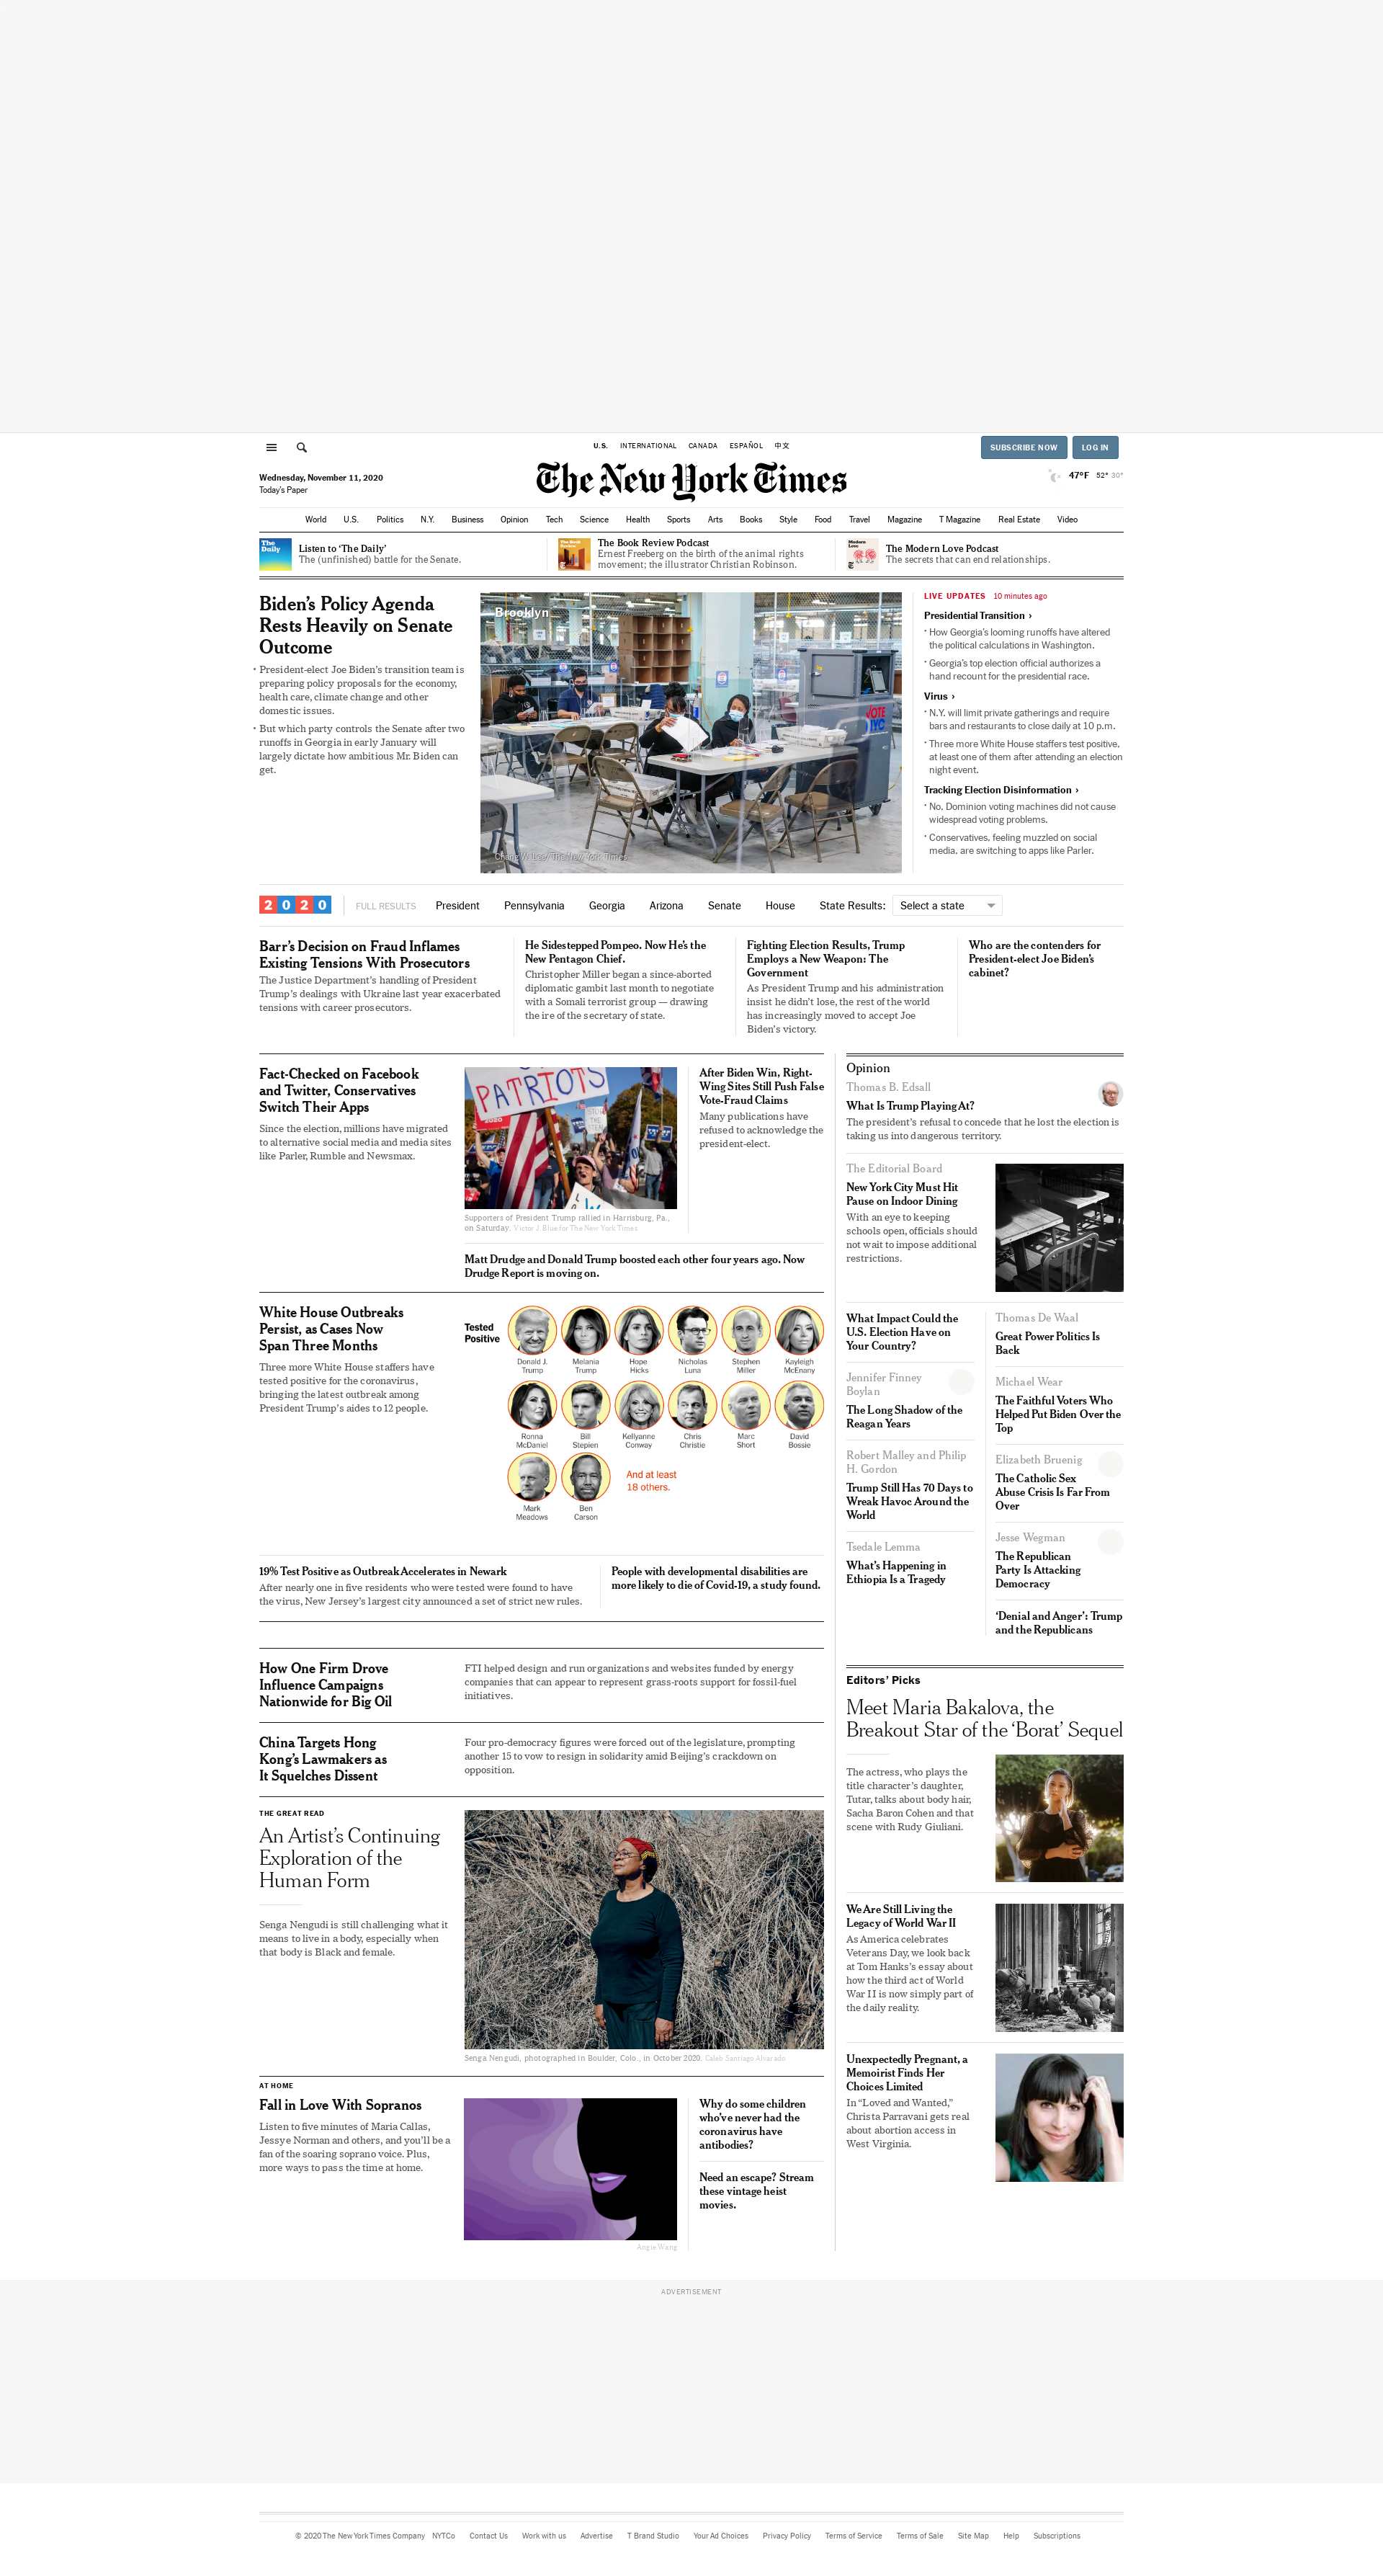 U.S. INTERNATIONAL CANADA ESPAÑOL 中文
SUBSCRIBE NOW LOG IN
Wednesday, November 11, 2020
Today's Paper
The New York Times
47°F 52° 30°
World U.S. Politics N.Y. Business Opinion Tech Science Health Sports Arts Books Style Food Travel Magazine T Magazine Real Estate Video
The Daily
Listen to ‘The Daily’
The (unfinished) battle for the Senate.
The Book Review
The Book Review Podcast
Ernest Freeberg on the birth of the animal rights
movement; the illustrator Christian Robinson.
Modern Love
The Modern Love Podcast
The secrets that can end relationships.
Biden’s Policy Agenda
Rests Heavily on Senate
Outcome
• President-elect Joe Biden’s transition team is
preparing policy proposals for the economy,
health care, climate change and other
domestic issues.
• But which party controls the Senate after two
runoffs in Georgia in early January will
largely dictate how ambitious Mr. Biden can
get.
Brooklyn
VOTE
NYC
Chang W. Lee/The New York Times
LIVE UPDATES 10 minutes ago
Presidential Transition ›
• How Georgia’s looming runoffs have altered
the political calculations in Washington.
• Georgia’s top election official authorizes a
hand recount for the presidential race.
Virus ›
• N.Y. will limit private gatherings and require
bars and restaurants to close daily at 10 p.m.
• Three more White House staffers test positive,
at least one of them after attending an election
night event.
Tracking Election Disinformation ›
• No, Dominion voting machines did not cause
widespread voting problems.
• Conservatives, feeling muzzled on social
media, are switching to apps like Parler.
2020 FULL RESULTS President Pennsylvania Georgia Arizona Senate House State Results: Select a state
Barr’s Decision on Fraud Inflames
Existing Tensions With Prosecutors
The Justice Department’s handling of President
Trump’s dealings with Ukraine last year exacerbated
tensions with career prosecutors.
He Sidestepped Pompeo. Now He’s the
New Pentagon Chief.
Christopher Miller began a since-aborted
diplomatic gambit last month to negotiate
with a Somali terrorist group — drawing
the ire of the secretary of state.
Fighting Election Results, Trump
Employs a New Weapon: The
Government
As President Trump and his administration
insist he didn’t lose, the rest of the world
has increasingly moved to accept Joe
Biden’s victory.
Who are the contenders for
President-elect Joe Biden’s
cabinet?
Fact-Checked on Facebook
and Twitter, Conservatives
Switch Their Apps
Since the election, millions have migrated
to alternative social media and media sites
like Parler, Rumble and Newsmax.
PATRIOTS
Supporters of President Trump rallied in Harrisburg, Pa.,
on Saturday. Victor J. Blue for The New York Times
After Biden Win, Right-
Wing Sites Still Push False
Vote-Fraud Claims
Many publications have
refused to acknowledge the
president-elect.
Matt Drudge and Donald Trump boosted each other four years ago. Now
Drudge Report is moving on.
White House Outbreaks
Persist, as Cases Now
Span Three Months
Three more White House staffers have
tested positive for the coronavirus,
bringing the latest outbreak among
President Trump’s aides to 12 people.
Tested
Positive
Donald J.
Trump
Melania
Trump
Hope
Hicks
Nicholas
Luna
Stephen
Miller
Kayleigh
McEnany
Ronna
McDaniel
Bill
Stepien
Kellyanne
Conway
Chris
Christie
Marc
Short
David
Bossie
Mark
Meadows
Ben
Carson
And at least
18 others.
19% Test Positive as Outbreak Accelerates in Newark
After nearly one in five residents who were tested were found to have
the virus, New Jersey’s largest city announced a set of strict new rules.
People with developmental disabilities are
more likely to die of Covid-19, a study found.
How One Firm Drove
Influence Campaigns
Nationwide for Big Oil
FTI helped design and run organizations and websites funded by energy
companies that can appear to represent grass-roots support for fossil-fuel
initiatives.
China Targets Hong
Kong’s Lawmakers as
It Squelches Dissent
Four pro-democracy figures were forced out of the legislature, prompting
another 15 to vow to resign in solidarity amid Beijing’s crackdown on
opposition.
THE GREAT READ
An Artist’s Continuing
Exploration of the
Human Form
Senga Nengudi is still challenging what it
means to live in a body, especially when
that body is Black and female.
Senga Nengudi, photographed in Boulder, Colo., in October 2020. Caleb Santiago Alvarado
AT HOME
Fall in Love With Sopranos
Listen to five minutes of Maria Callas,
Jessye Norman and others, and you’ll be a
fan of the soaring soprano voice. Plus,
more ways to pass the time at home.
Angie Wang
Why do some children
who’ve never had the
coronavirus have
antibodies?
Need an escape? Stream
these vintage heist
movies.
Opinion
Thomas B. Edsall
What Is Trump Playing At?
The president’s refusal to concede that he lost the election is
taking us into dangerous territory.
The Editorial Board
New York City Must Hit
Pause on Indoor Dining
With an eye to keeping
schools open, officials should
not wait to impose additional
restrictions.
What Impact Could the
U.S. Election Have on
Your Country?
Jennifer Finney
Boylan
The Long Shadow of the
Reagan Years
Robert Malley and Philip
H. Gordon
Trump Still Has 70 Days to
Wreak Havoc Around the
World
Tsedale Lemma
What’s Happening in
Ethiopia Is a Tragedy
Thomas De Waal
Great Power Politics Is
Back
Michael Wear
The Faithful Voters Who
Helped Put Biden Over the
Top
Elizabeth Bruenig
The Catholic Sex
Abuse Crisis Is Far From
Over
Jesse Wegman
The Republican
Party Is Attacking
Democracy
‘Denial and Anger’: Trump
and the Republicans
Editors’ Picks
Meet Maria Bakalova, the
Breakout Star of the ‘Borat’ Sequel
The actress, who plays the
title character’s daughter,
Tutar, talks about body hair,
Sacha Baron Cohen and that
scene with Rudy Giuliani.
We Are Still Living the
Legacy of World War II
As America celebrates
Veterans Day, we look back
at Tom Hanks’s essay about
how the third act of World
War II is now simply part of
the daily reality.
Unexpectedly Pregnant, a
Memoirist Finds Her
Choices Limited
In “Loved and Wanted,”
Christa Parravani gets real
about abortion access in
West Virginia.
ADVERTISEMENT
© 2020 The New York Times Company NYTCo Contact Us Work with us Advertise T Brand Studio Your Ad Choices Privacy Policy Terms of Service Terms of Sale Site Map Help Subscriptions